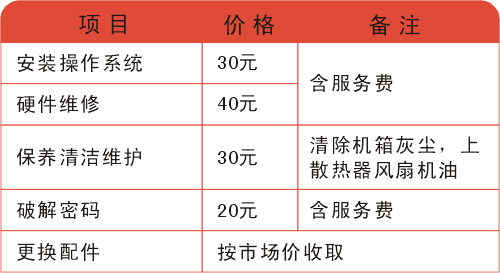 项目 价格 备注
安装操作系统 30元
含服务费
硬件维修 40元
保养清洁维护 30元 清除机箱灰尘，上
散热器风扇机油
破解密码 20元 含服务费
更换配件 按市场价收取